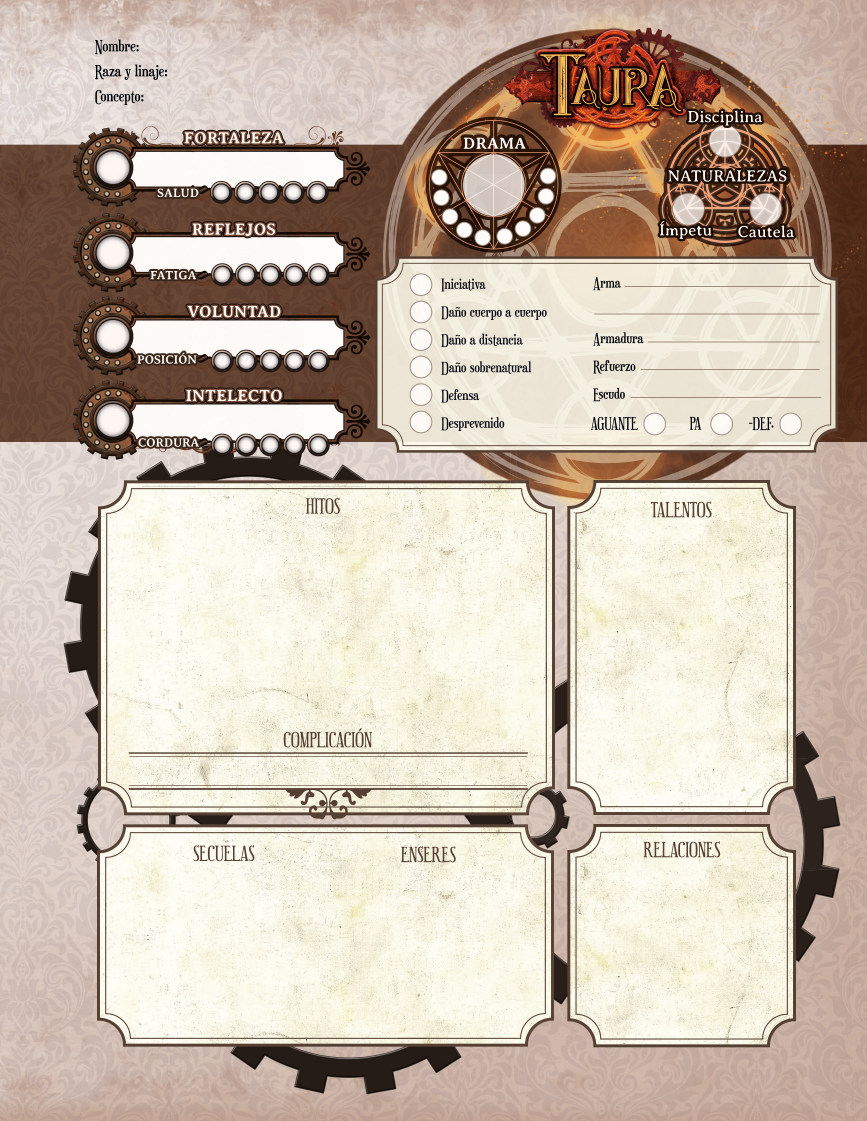 Nombre:
Raza y linaje:
Concepto:
TAURA
FORTALEZA
SALUD
REFLEJOS
FATIGA
VOLUNTAD
POSICIÓN
INTELECTO
CORDURA
DRAMA
Disciplina
NATURALEZAS
Ímpetu Cautela
Iniciativa Arma
Daño cuerpo a cuerpo
Daño a distancia Armadura
Daño sobrenatural Refuerzo
Defensa Escudo
Desprevenido AGUANTE PA -DEF.
HITOS
COMPLICACIÓN
TALENTOS
SECUELAS ENSERES
RELACIONES